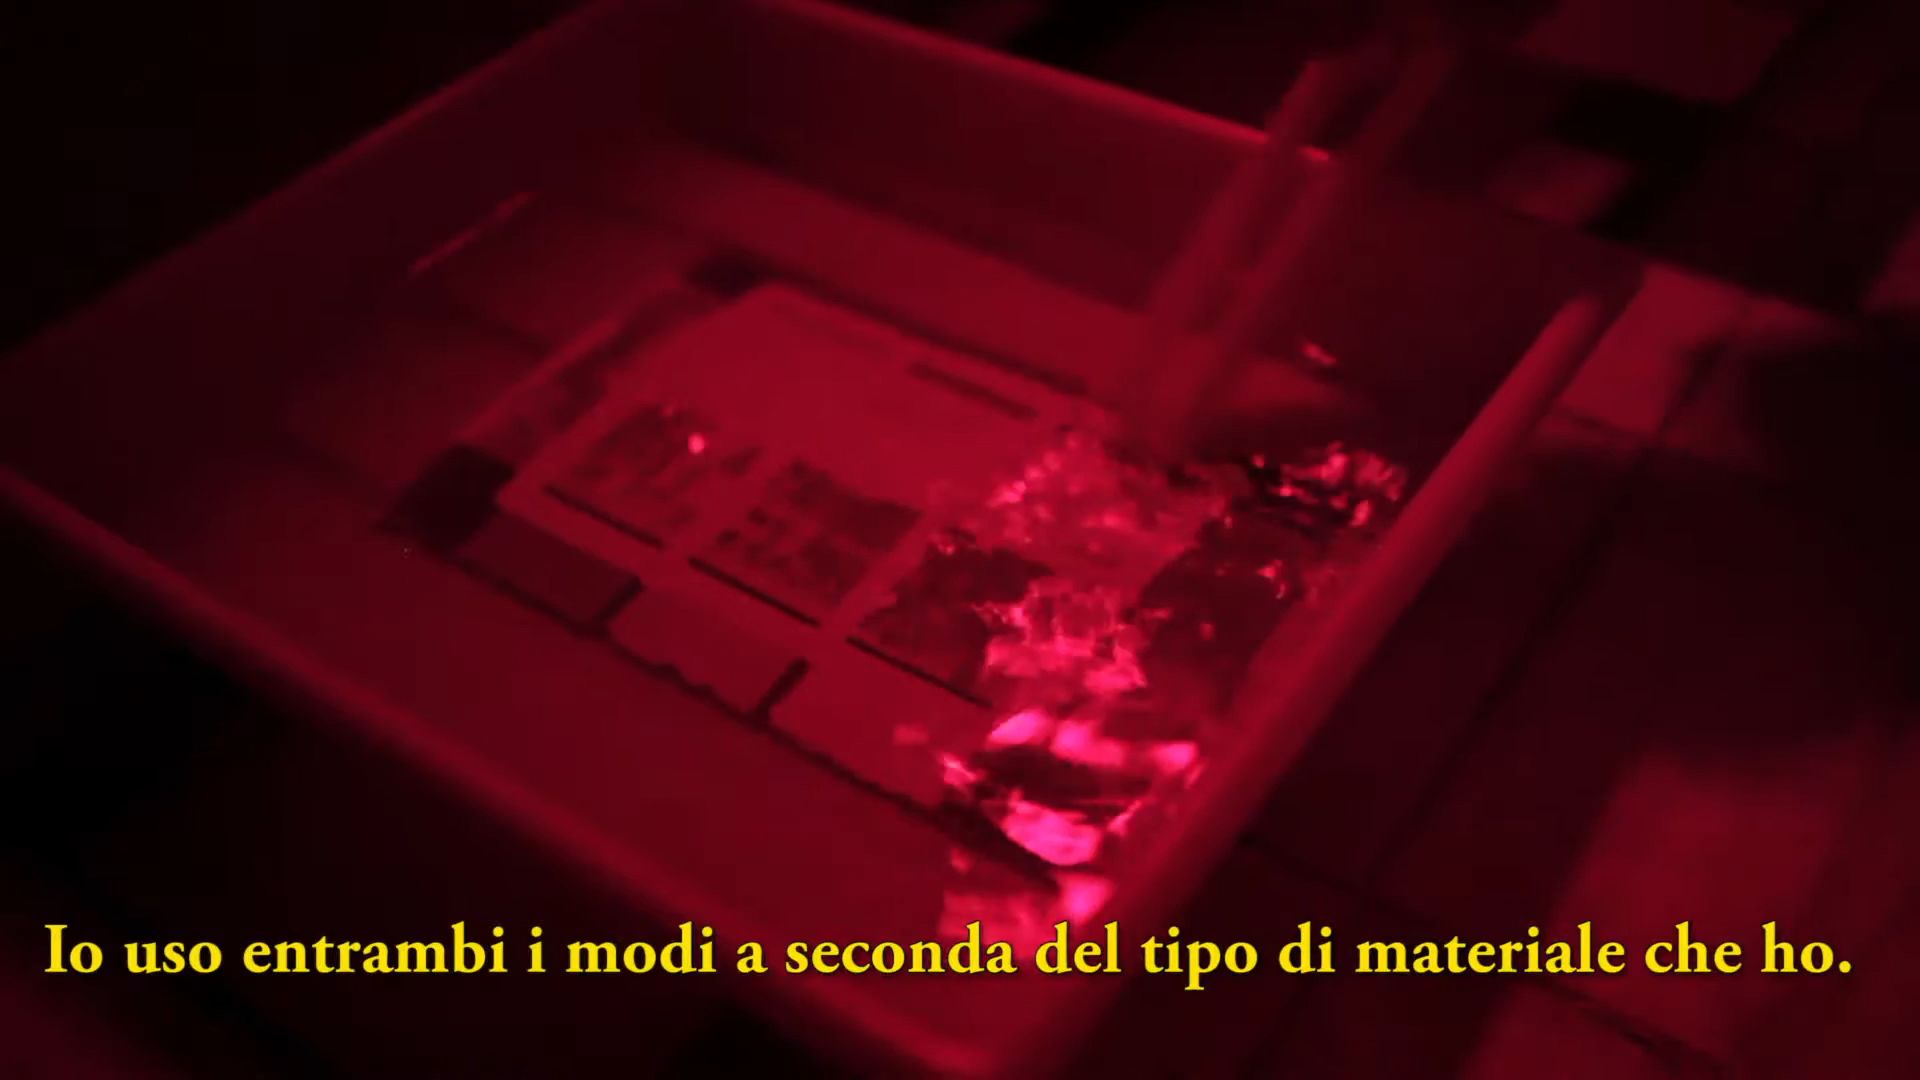 Io uso entrambi i modi a seconda del tipo di materiale che ho.